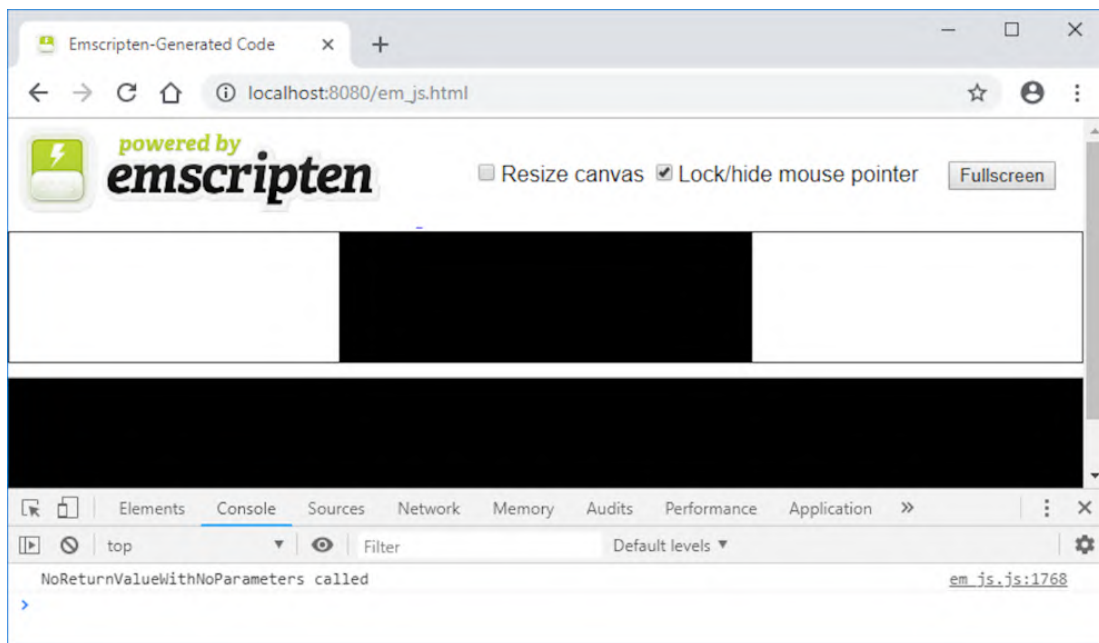 Emscripten-Generated Code
localhost:8080/em_js.html
powered by
emscripten
Resize canvas Lock/hide mouse pointer Fullscreen
Elements Console Sources Network Memory Audits Performance Application »
top Filter Default levels ▼
NoReturnValueWithNoParameters called em_js.js:1768